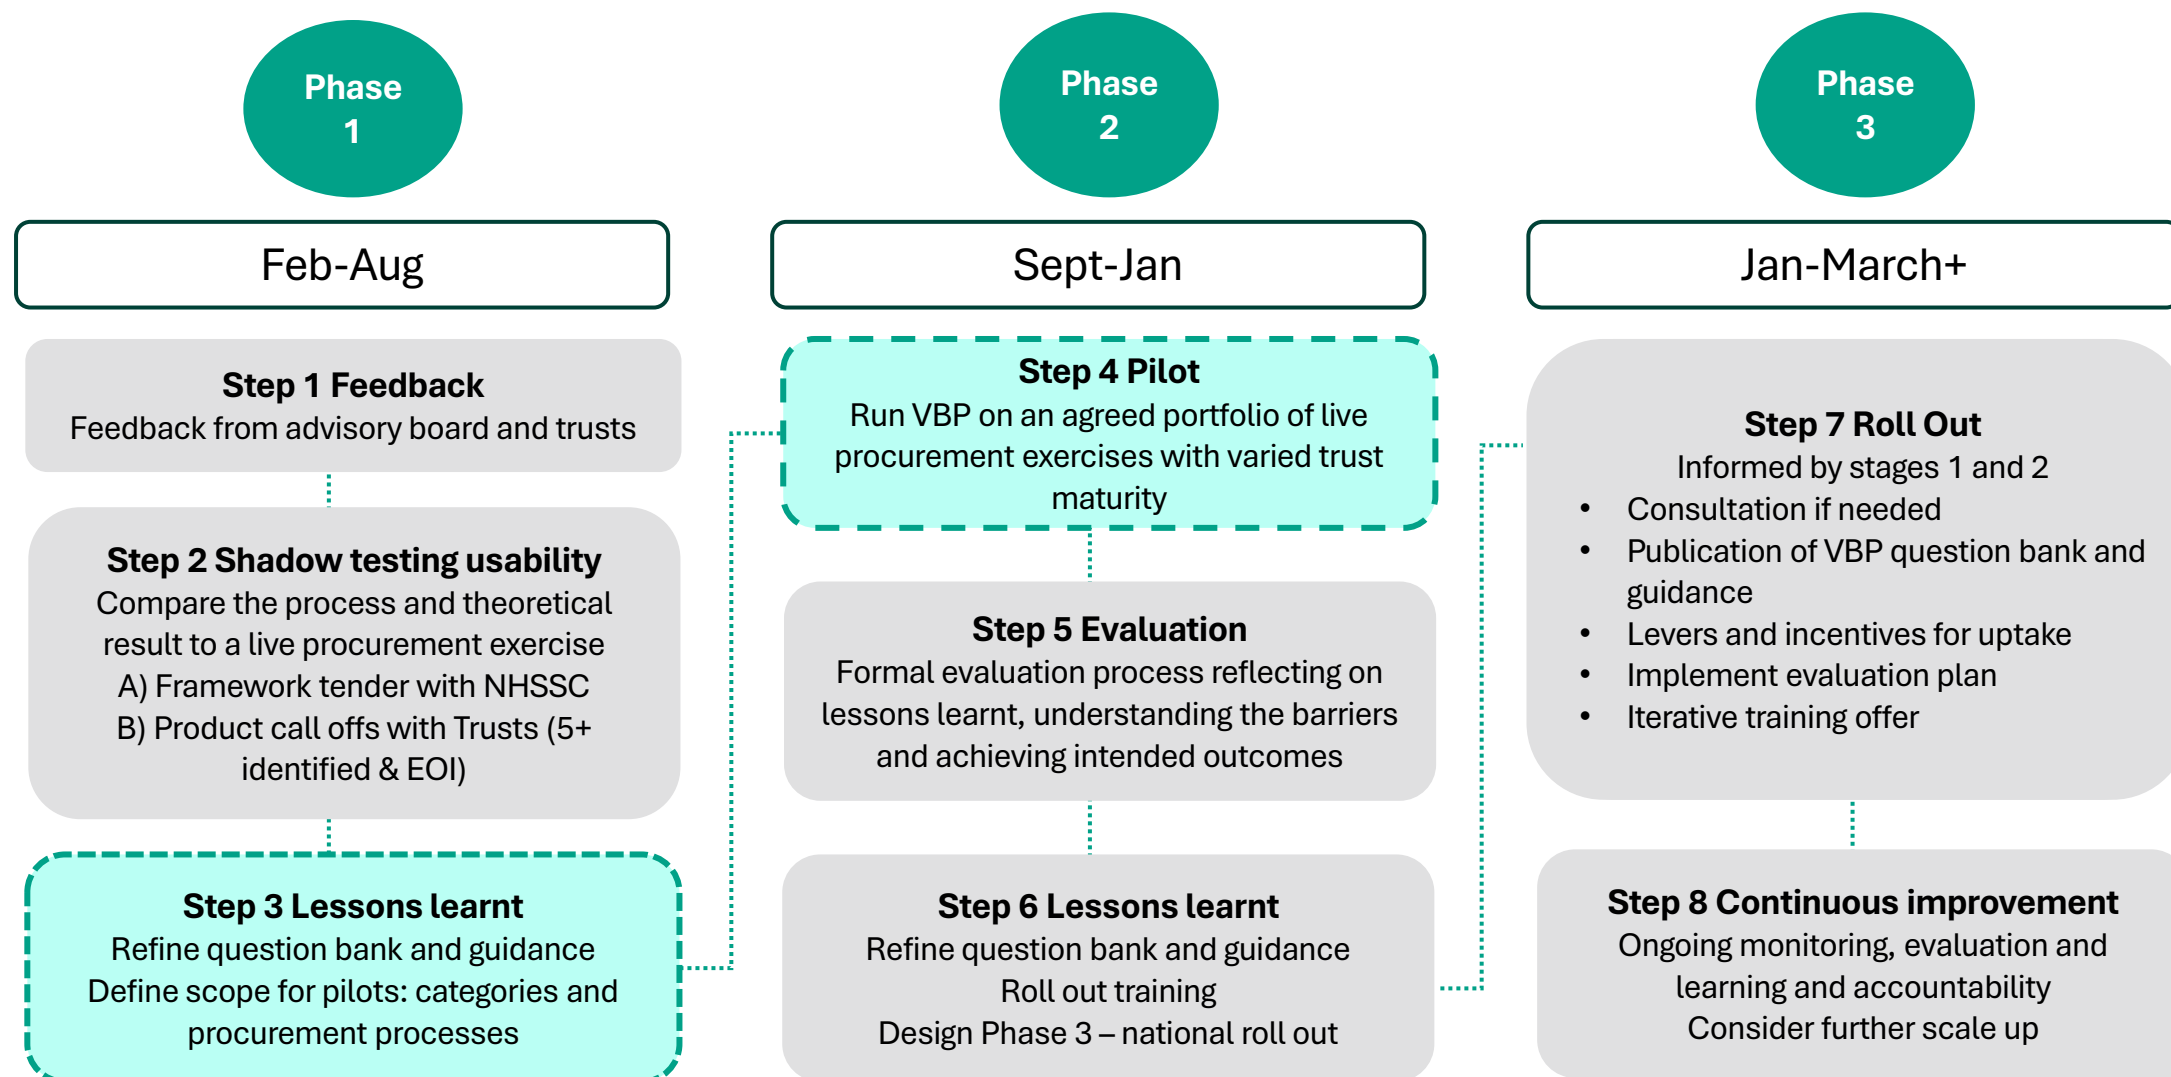 Phase
1
Feb-Aug
Step 1 Feedback
Feedback from advisory board and trusts
Step 2 Shadow testing usability
Compare the process and theoretical
result to a live procurement exercise
A) Framework tender with NHSSC
B) Product call offs with Trusts (5+
identified & EOI)
Step 3 Lessons learnt
Refine question bank and guidance
Define scope for pilots: categories and
procurement processes
Phase
2
Sept-Jan
Step 4 Pilot
Run VBP on an agreed portfolio of live
procurement exercises with varied trust
maturity
Step 5 Evaluation
Formal evaluation process reflecting on
lessons learnt, understanding the barriers
and achieving intended outcomes
Step 6 Lessons learnt
Refine question bank and guidance
Roll out training
Design Phase 3 – national roll out
Phase
3
Jan-March+
Step 7 Roll Out
Informed by stages 1 and 2
• Consultation if needed
• Publication of VBP question bank and
guidance
• Levers and incentives for uptake
• Implement evaluation plan
• Iterative training offer
Step 8 Continuous improvement
Ongoing monitoring, evaluation and
learning and accountability
Consider further scale up